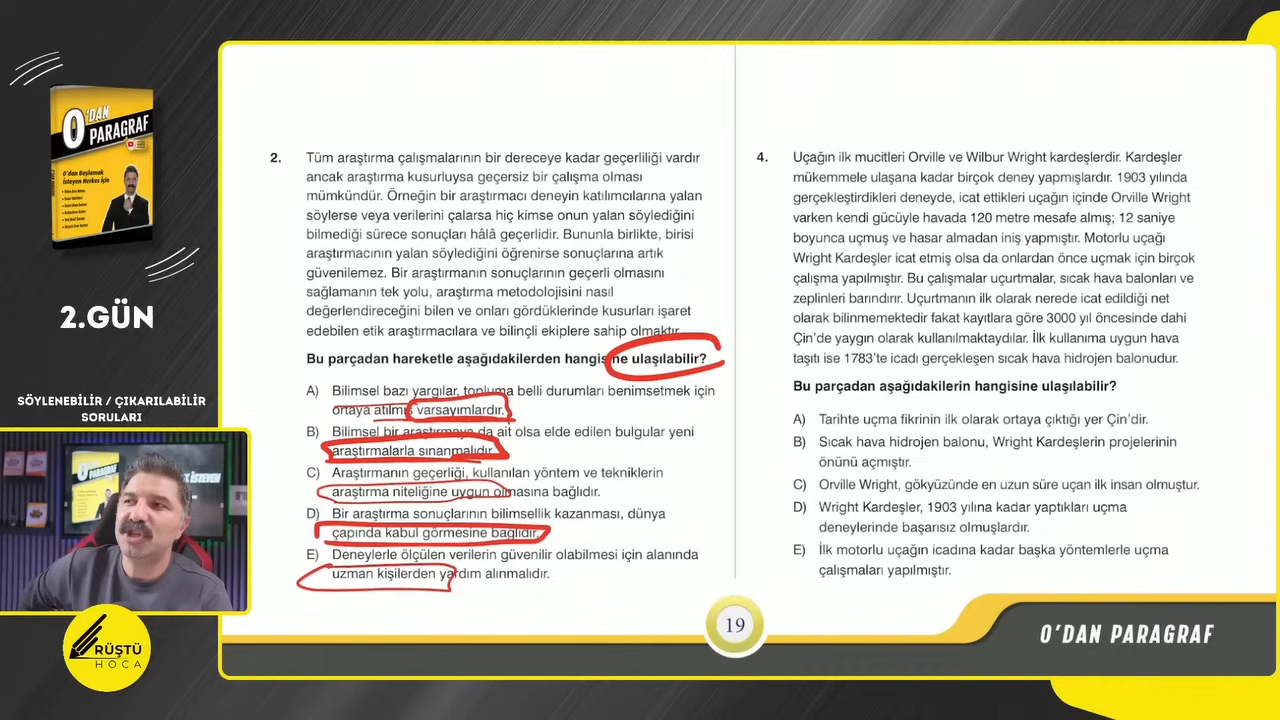 O'DAN
PARAGRAF
O'dan Başlamak
İsteyen Herkes İçin
2.GÜN
SÖYLENEBİLİR / ÇIKARILABİLİR
SORULARI
RÜŞTÜ
HOCA
2. Tüm araştırma çalışmalarının bir dereceye kadar geçerliliği vardır
ancak araştırma kusurluysa geçersiz bir çalışma olması
mümkündür. Örneğin bir araştırmacı deneyin katılımcılarına yalan
söylerse veya verilerini çalarsa hiç kimse onun yalan söylediğini
bilmediği sürece sonuçları hâlâ geçerlidir. Bununla birlikte, birisi
araştırmacının yalan söylediğini öğrenirse sonuçlarına artık
güvenilemez. Bir araştırmanın sonuçlarının geçerli olmasını
sağlamanın tek yolu, araştırma metodolojisini nasıl
değerlendireceğini bilen ve onları gördüklerinde kusurları işaret
edebilen etik araştırmacılara ve bilinçli ekiplere sahip olmaktır.
Bu parçadan hareketle aşağıdakilerden hangisine ulaşılabilir?
A) Bilimsel bazı yargılar, topluma belli durumları benimsetmek için
ortaya atılmış varsayımlardır.
B) Bilimsel bir araştırmaya da ait olsa elde edilen bulgular yeni
araştırmalarla sınanmalıdır.
C) Araştırmanın geçerliği, kullanılan yöntem ve tekniklerin
araştırma niteliğine uygun olmasına bağlıdır.
D) Bir araştırma sonuçlarının bilimsellik kazanması, dünya
çapında kabul görmesine bağlıdır.
E) Deneylerle ölçülen verilerin güvenilir olabilmesi için alanında
uzman kişilerden yardım alınmalıdır.
4. Uçağın ilk mucitleri Orville ve Wilbur Wright kardeşlerdir. Kardeşler
mükemmele ulaşana kadar birçok deney yapmışlardır. 1903 yılında
gerçekleştirdikleri deneyde, icat ettikleri uçağın içinde Orville Wright
varken kendi gücüyle havada 120 metre mesafe almış; 12 saniye
boyunca uçmuş ve hasar almadan iniş yapmıştır. Motorlu uçağı
Wright Kardeşler icat etmiş olsa da onlardan önce uçmak için birçok
çalışma yapılmıştır. Bu çalışmalar uçurtmalar, sıcak hava balonları ve
zeplinleri barındırır. Uçurtmanın ilk olarak nerede icat edildiği net
olarak bilinmemektedir fakat kayıtlara göre 3000 yıl öncesinde dahi
Çin'de yaygın olarak kullanılmaktaydılar. İlk kullanıma uygun hava
taşıtı ise 1783'te icadı gerçekleşen sıcak hava hidrojen balonudur.
Bu parçadan aşağıdakilerin hangisine ulaşılabilir?
A) Tarihte uçma fikrinin ilk olarak ortaya çıktığı yer Çin'dir.
B) Sıcak hava hidrojen balonu, Wright Kardeşlerin projelerinin
önünü açmıştır.
C) Orville Wright, gökyüzünde en uzun süre uçan ilk insan olmuştur.
D) Wright Kardeşler, 1903 yılına kadar yaptıkları uçma
deneylerinde başarısız olmuşlardır.
E) İlk motorlu uçağın icadına kadar başka yöntemlerle uçma
çalışmaları yapılmıştır.
19
O'DAN PARAGRAF